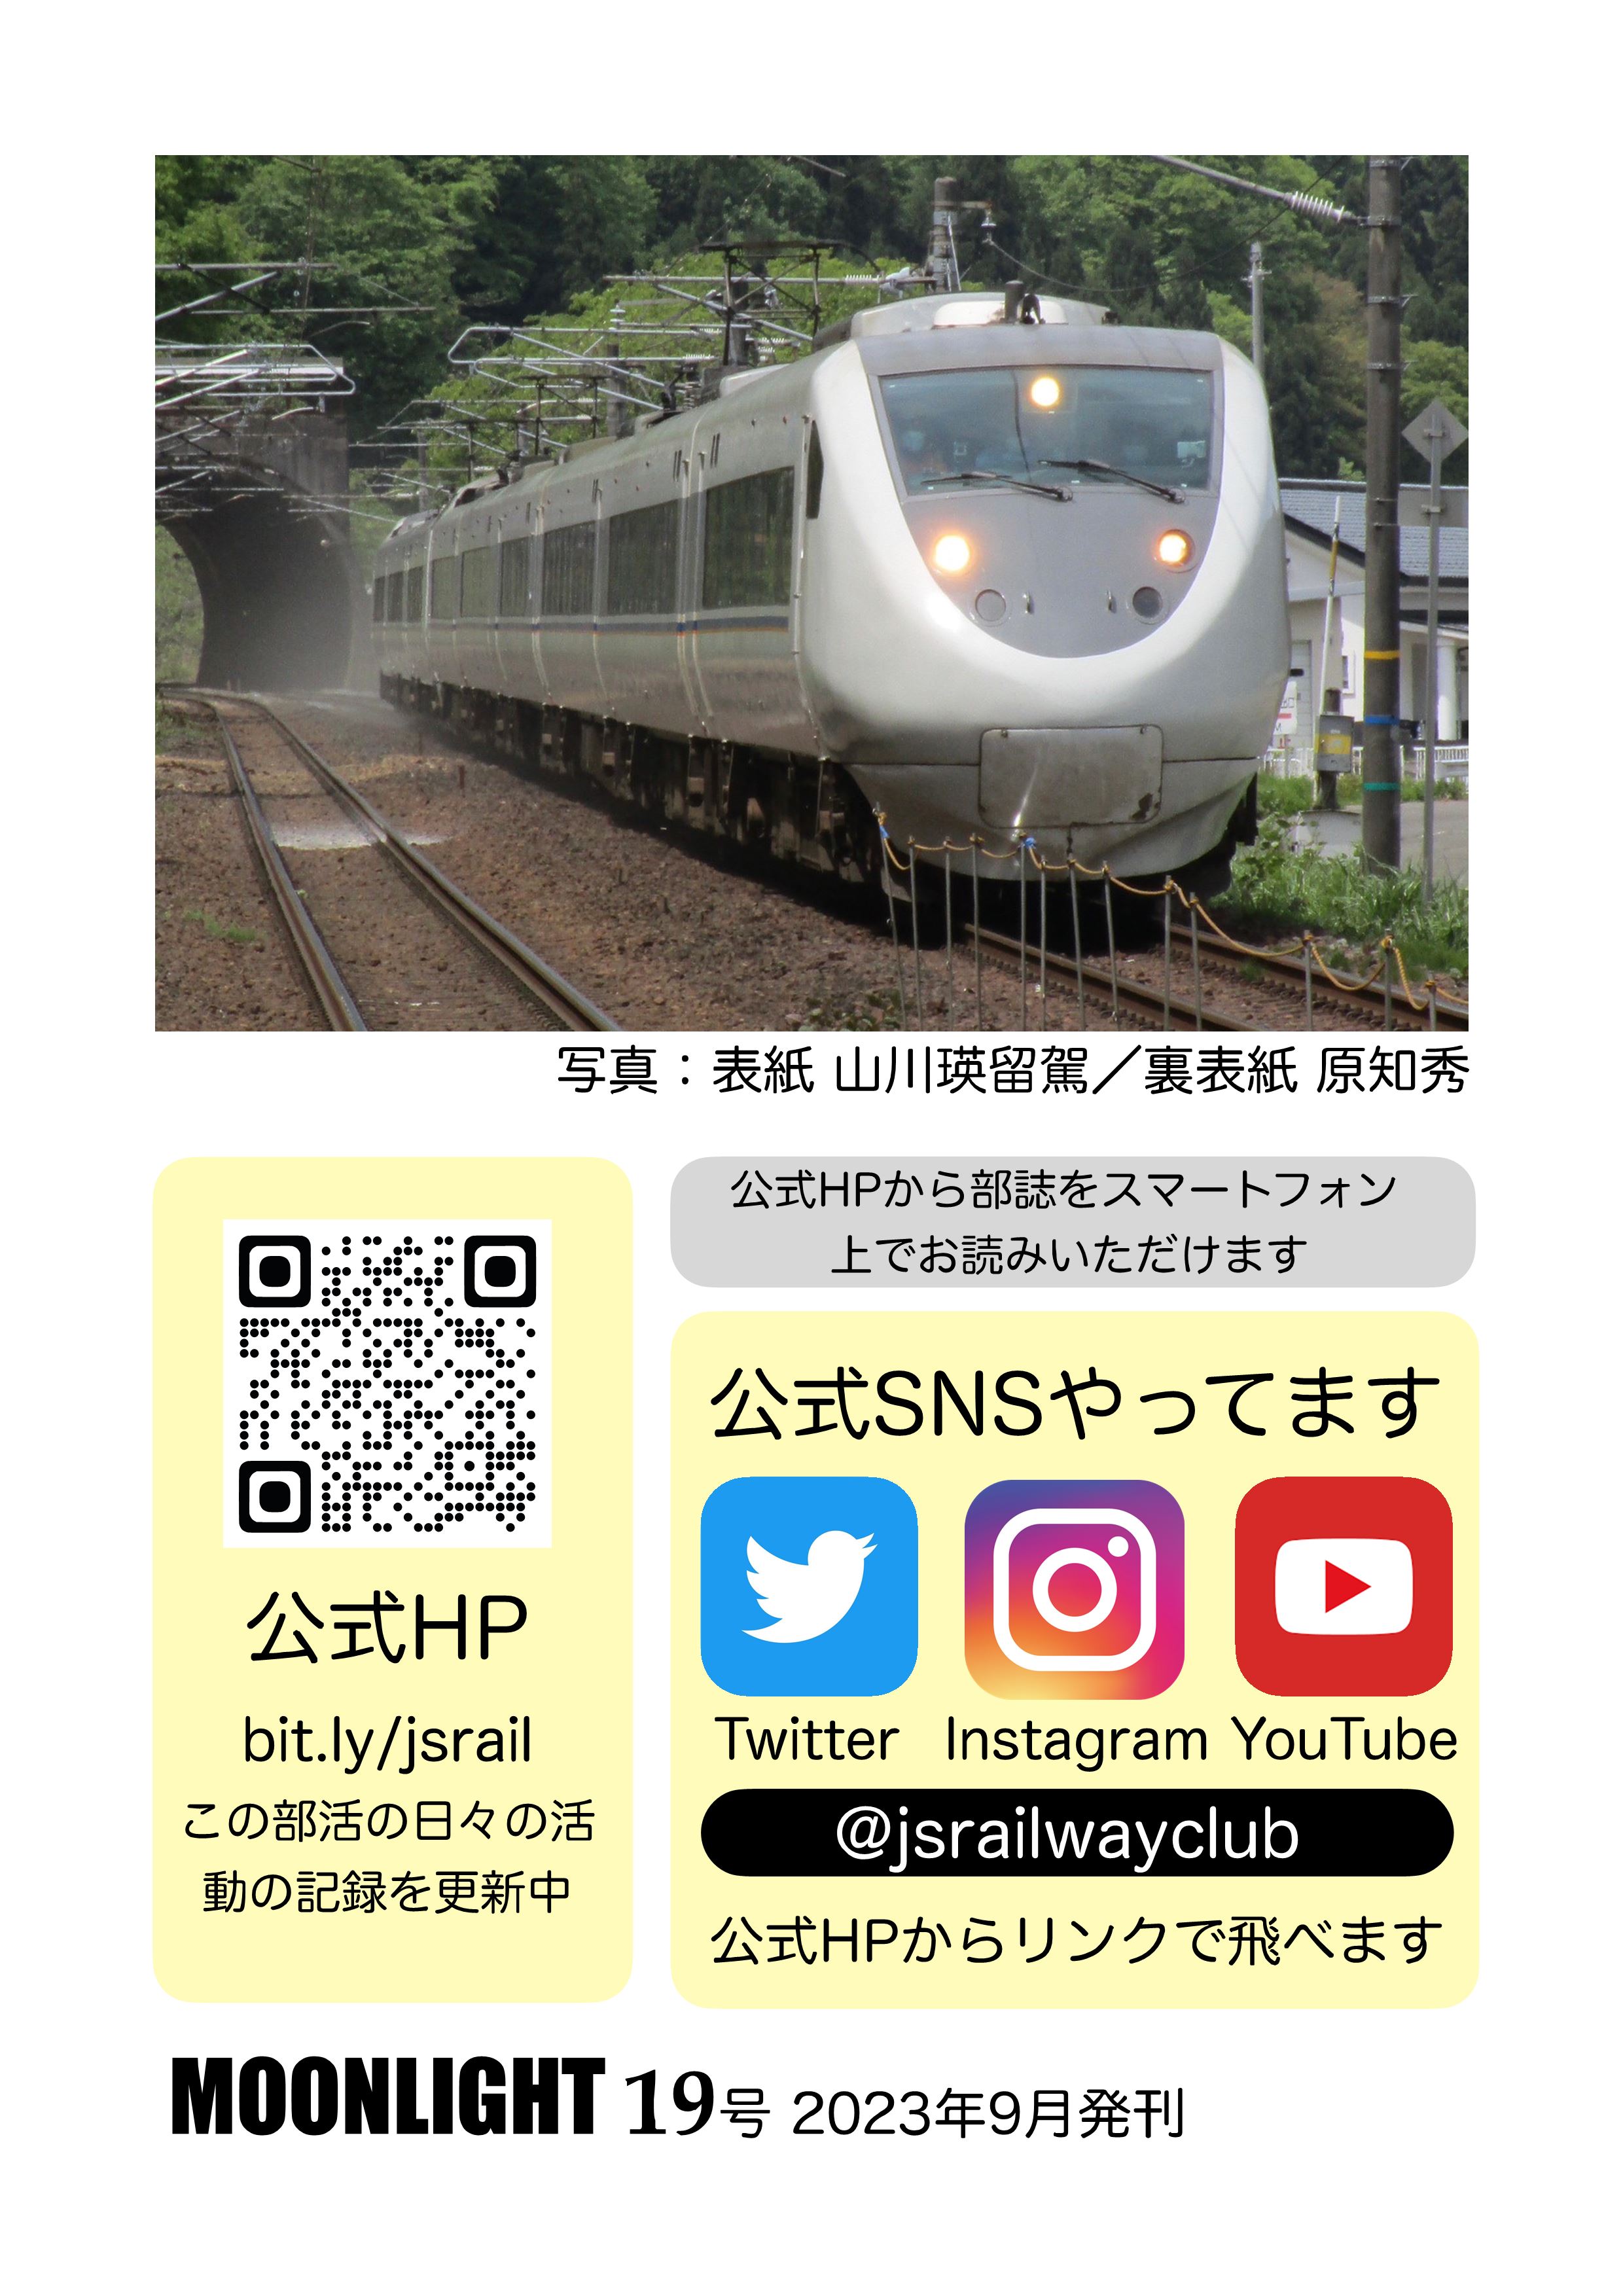 写真：表紙 山川瑛留駕／裏表紙 原知秀
公式HP
bit.ly/jsrail
この部活の日々の活
動の記録を更新中
公式HPから部誌をスマートフォン
上でお読みいただけます
公式SNSやってます
Twitter Instagram YouTube
@jsrailwayclub
公式HPからリンクで飛べます
MOONLIGHT 19号 2023年9月発刊